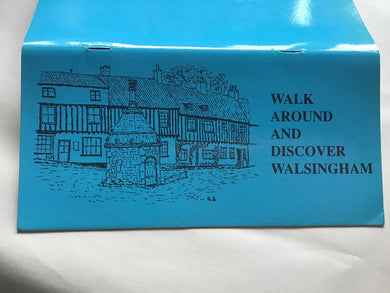 WALK
AROUND
AND
DISCOVER
WALSINGHAM